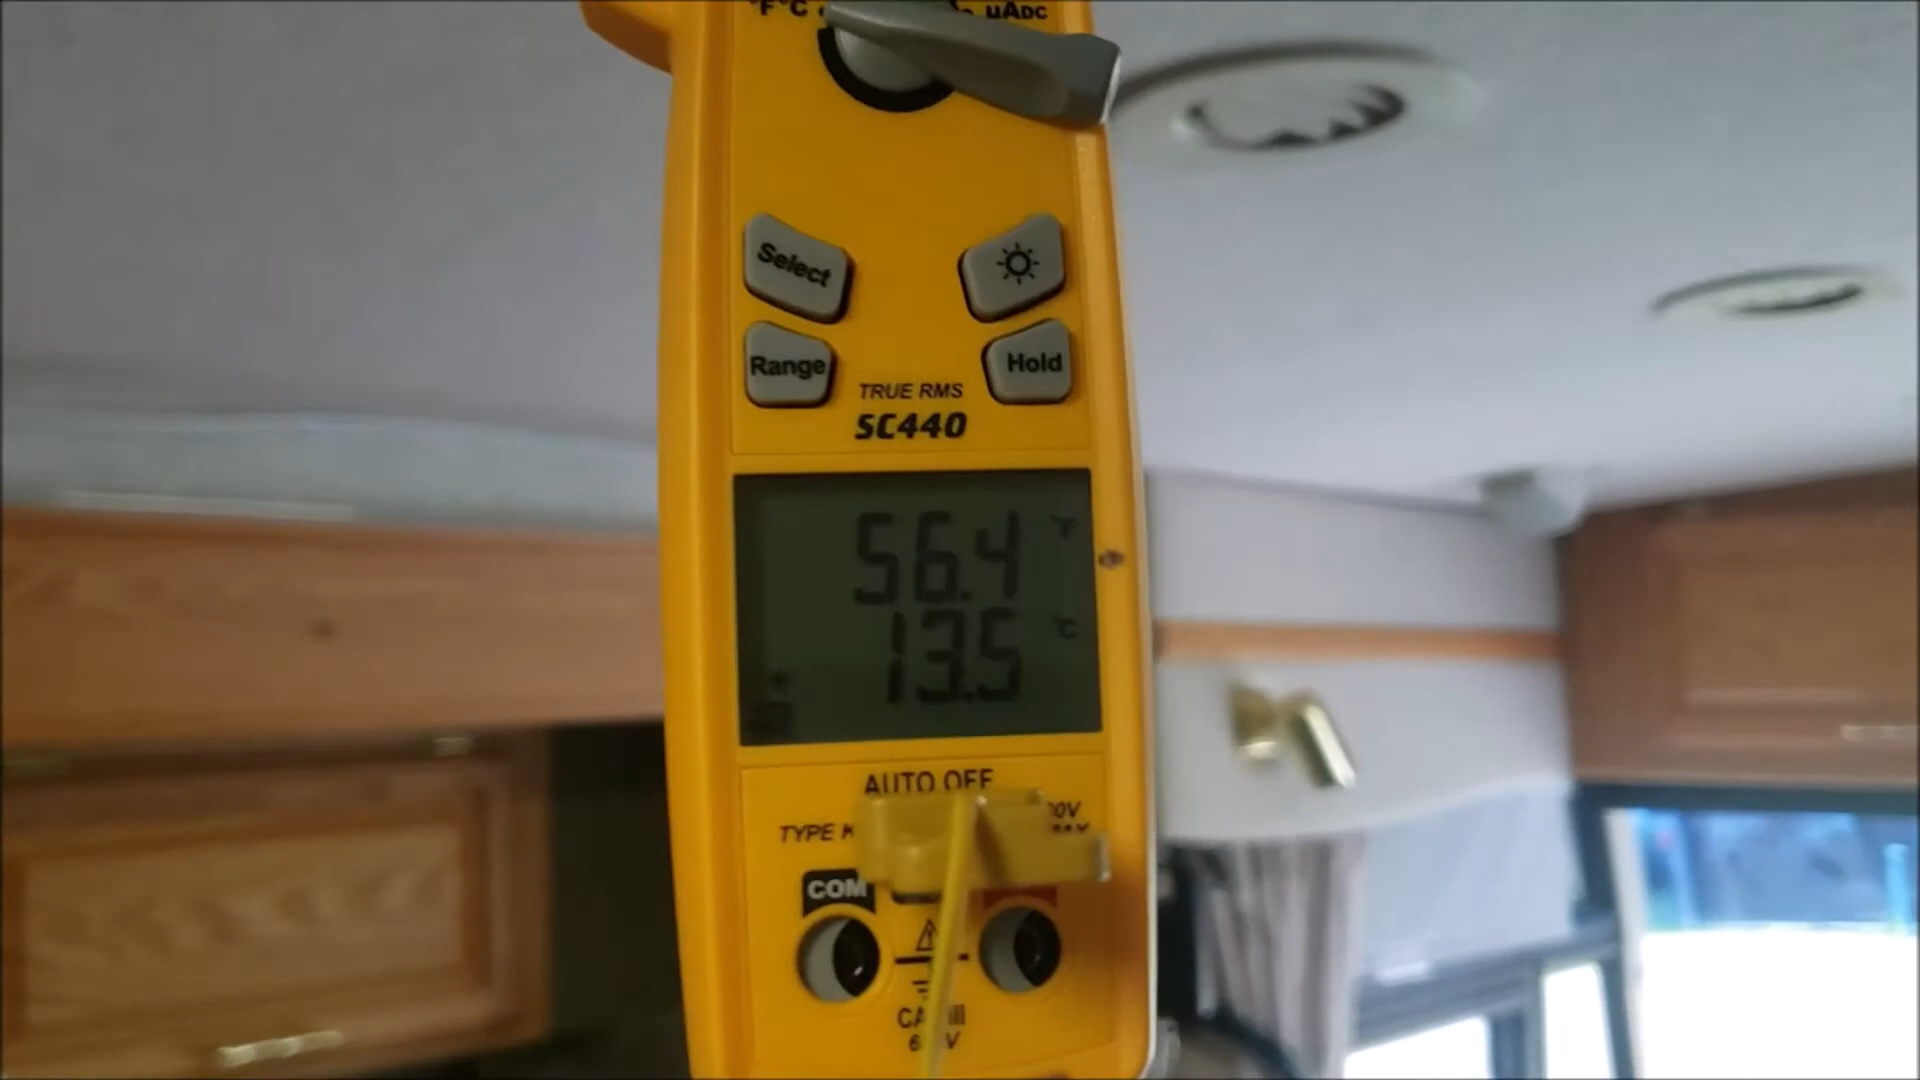 °F°C
µADC
Select
Range
Hold
TRUE RMS
SC440
56.4 °F
13.5 °C
AUTO OFF
TYPE K
COM